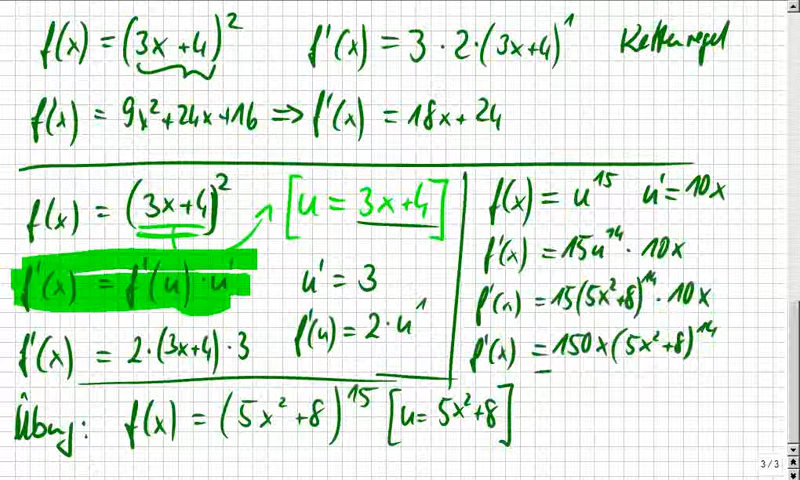 f(x) = (3x+4)² f'(x) = 3 · 2 · (3x+4)¹ Kettenregel
f'(x) = 9x²+24x+16 ⇒ f'(x) = 18x+24
f(x) = (3x+4)² [u = 3x+4]
f'(x) = f'(u) · u' u' = 3
f'(u) = 2 · u¹
f'(x) = 2·(3x+4)·3
f(x) = u¹⁵ u' = 10x
f'(x) = 15u¹⁴ · 10x
f'(x) = 15(5x²+8)¹⁴ · 10x
f'(x) = 150x(5x²+8)¹⁴
Übung: f(x) = (5x²+8)¹⁵ [u = 5x²+8]
3 / 3